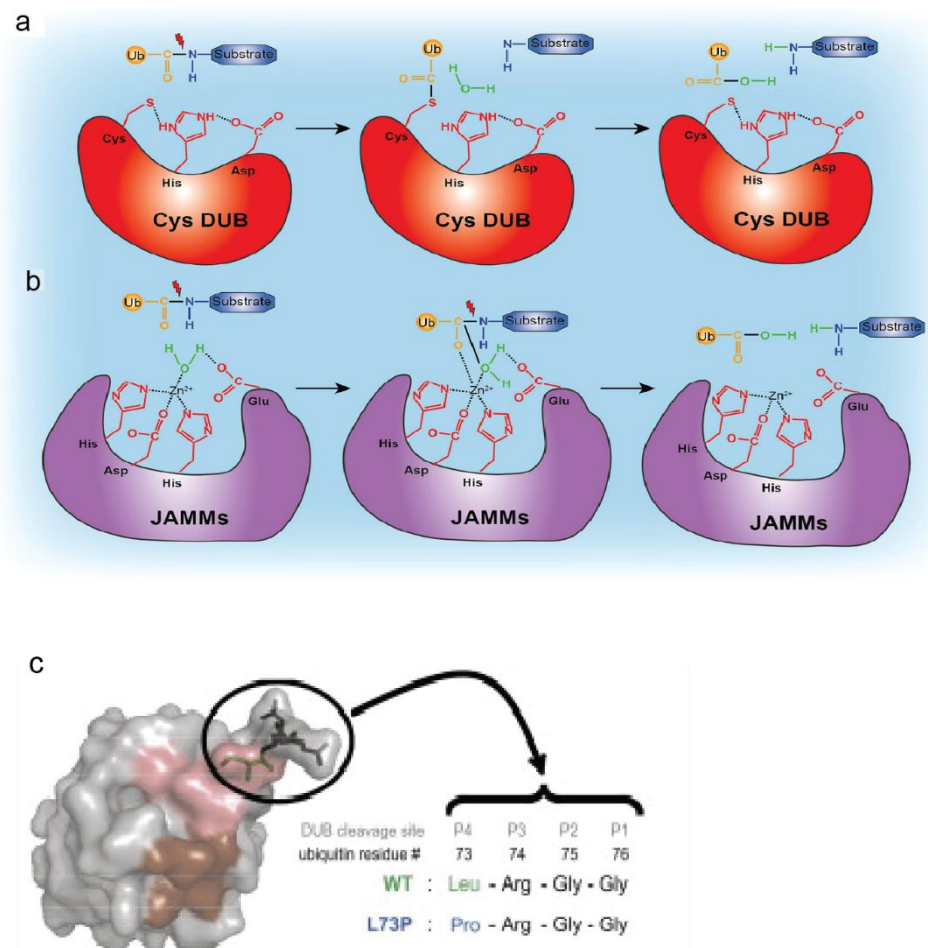 a
Ub C N Substrate
O H
N Substrate
H
Ub
O C H
O H
S
H N Substrate
H
Ub
O C O H
Cys S HN NH O O
His Asp
Cys DUB
Cys S HN NH O O
His Asp
Cys DUB
Cys S HN NH O O
His Asp
Cys DUB
b
Ub C N Substrate
O H
H H
O
N Zn²⁺ O C O
His Asp His Glu
JAMMs
Ub C N Substrate
O H
O H
H
N Zn²⁺ O C O
His Asp His Glu
JAMMs
Ub C O H
O
H N Substrate
H
N Zn²⁺ O C O
His Asp His Glu
JAMMs
c
DUB cleavage site P4 P3 P2 P1
ubiquitin residue # 73 74 75 76
WT : Leu - Arg - Gly - Gly
L73P : Pro - Arg - Gly - Gly